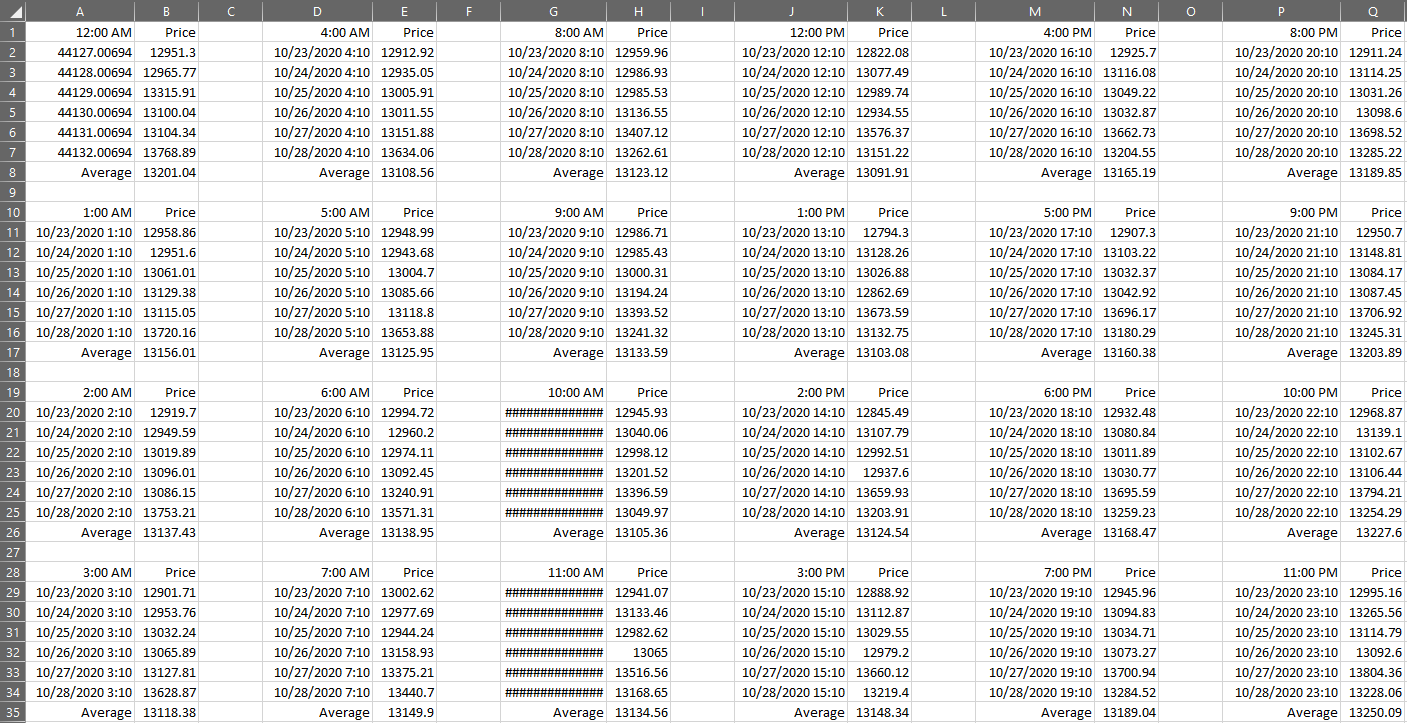 A B C D E F G H I J K L M N O P Q
1 12:00 AM Price 4:00 AM Price 8:00 AM Price 12:00 PM Price 4:00 PM Price 8:00 PM Price
2 44127.00694 12951.3 10/23/2020 4:10 12912.92 10/23/2020 8:10 12959.96 10/23/2020 12:10 12822.08 10/23/2020 16:10 12925.7 10/23/2020 20:10 12911.24
3 44128.00694 12965.77 10/24/2020 4:10 12935.05 10/24/2020 8:10 12986.93 10/24/2020 12:10 13077.49 10/24/2020 16:10 13116.08 10/24/2020 20:10 13114.25
4 44129.00694 13315.91 10/25/2020 4:10 13005.91 10/25/2020 8:10 12985.53 10/25/2020 12:10 12989.74 10/25/2020 16:10 13049.22 10/25/2020 20:10 13031.26
5 44130.00694 13100.04 10/26/2020 4:10 13011.55 10/26/2020 8:10 13136.55 10/26/2020 12:10 12934.55 10/26/2020 16:10 13032.87 10/26/2020 20:10 13098.6
6 44131.00694 13104.34 10/27/2020 4:10 13151.88 10/27/2020 8:10 13407.12 10/27/2020 12:10 13576.37 10/27/2020 16:10 13662.73 10/27/2020 20:10 13698.52
7 44132.00694 13768.89 10/28/2020 4:10 13634.06 10/28/2020 8:10 13262.61 10/28/2020 12:10 13151.22 10/28/2020 16:10 13204.55 10/28/2020 20:10 13285.22
8 Average 13201.04 Average 13108.56 Average 13123.12 Average 13091.91 Average 13165.19 Average 13189.85
9
10 1:00 AM Price 5:00 AM Price 9:00 AM Price 1:00 PM Price 5:00 PM Price 9:00 PM Price
11 10/23/2020 1:10 12958.86 10/23/2020 5:10 12948.99 10/23/2020 9:10 12986.71 10/23/2020 13:10 12794.3 10/23/2020 17:10 12907.3 10/23/2020 21:10 12950.7
12 10/24/2020 1:10 12951.6 10/24/2020 5:10 12943.68 10/24/2020 9:10 12985.43 10/24/2020 13:10 13128.26 10/24/2020 17:10 13103.22 10/24/2020 21:10 13148.81
13 10/25/2020 1:10 13061.01 10/25/2020 5:10 13004.7 10/25/2020 9:10 13000.31 10/25/2020 13:10 13026.88 10/25/2020 17:10 13032.37 10/25/2020 21:10 13084.17
14 10/26/2020 1:10 13129.38 10/26/2020 5:10 13085.66 10/26/2020 9:10 13194.24 10/26/2020 13:10 12862.69 10/26/2020 17:10 13042.92 10/26/2020 21:10 13087.45
15 10/27/2020 1:10 13115.05 10/27/2020 5:10 13118.8 10/27/2020 9:10 13393.52 10/27/2020 13:10 13673.59 10/27/2020 17:10 13696.17 10/27/2020 21:10 13706.92
16 10/28/2020 1:10 13720.16 10/28/2020 5:10 13653.88 10/28/2020 9:10 13241.32 10/28/2020 13:10 13132.75 10/28/2020 17:10 13180.29 10/28/2020 21:10 13245.31
17 Average 13156.01 Average 13125.95 Average 13133.59 Average 13103.08 Average 13160.38 Average 13203.89
18
19 2:00 AM Price 6:00 AM Price 10:00 AM Price 2:00 PM Price 6:00 PM Price 10:00 PM Price
20 10/23/2020 2:10 12919.7 10/23/2020 6:10 12994.72 ############## 12945.93 10/23/2020 14:10 12845.49 10/23/2020 18:10 12932.48 10/23/2020 22:10 12968.87
21 10/24/2020 2:10 12949.59 10/24/2020 6:10 12960.2 ############## 13040.06 10/24/2020 14:10 13107.79 10/24/2020 18:10 13080.84 10/24/2020 22:10 13139.1
22 10/25/2020 2:10 13019.89 10/25/2020 6:10 12974.11 ############## 12998.12 10/25/2020 14:10 12992.51 10/25/2020 18:10 13011.89 10/25/2020 22:10 13102.67
23 10/26/2020 2:10 13096.01 10/26/2020 6:10 13092.45 ############## 13201.52 10/26/2020 14:10 12937.6 10/26/2020 18:10 13030.77 10/26/2020 22:10 13106.44
24 10/27/2020 2:10 13086.15 10/27/2020 6:10 13240.91 ############## 13396.59 10/27/2020 14:10 13659.93 10/27/2020 18:10 13695.59 10/27/2020 22:10 13794.21
25 10/28/2020 2:10 13753.21 10/28/2020 6:10 13571.31 ############## 13049.97 10/28/2020 14:10 13203.91 10/28/2020 18:10 13259.23 10/28/2020 22:10 13254.29
26 Average 13137.43 Average 13138.95 Average 13105.36 Average 13124.54 Average 13168.47 Average 13227.6
27
28 3:00 AM Price 7:00 AM Price 11:00 AM Price 3:00 PM Price 7:00 PM Price 11:00 PM Price
29 10/23/2020 3:10 12901.71 10/23/2020 7:10 13002.62 ############## 12941.07 10/23/2020 15:10 12888.92 10/23/2020 19:10 12945.96 10/23/2020 23:10 12995.16
30 10/24/2020 3:10 12953.76 10/24/2020 7:10 12977.69 ############## 13133.46 10/24/2020 15:10 13112.87 10/24/2020 19:10 13094.83 10/24/2020 23:10 13265.56
31 10/25/2020 3:10 13032.24 10/25/2020 7:10 12944.24 ############## 12982.62 10/25/2020 15:10 13029.55 10/25/2020 19:10 13034.71 10/25/2020 23:10 13114.79
32 10/26/2020 3:10 13065.89 10/26/2020 7:10 13158.93 ############## 13065 10/26/2020 15:10 12979.2 10/26/2020 19:10 13073.27 10/26/2020 23:10 13092.6
33 10/27/2020 3:10 13127.81 10/27/2020 7:10 13375.21 ############## 13516.56 10/27/2020 15:10 13660.12 10/27/2020 19:10 13700.94 10/27/2020 23:10 13804.36
34 10/28/2020 3:10 13628.87 10/28/2020 7:10 13440.7 ############## 13168.65 10/28/2020 15:10 13219.4 10/28/2020 19:10 13284.52 10/28/2020 23:10 13228.06
35 Average 13118.38 Average 13149.9 Average 13134.56 Average 13148.34 Average 13189.04 Average 13250.09